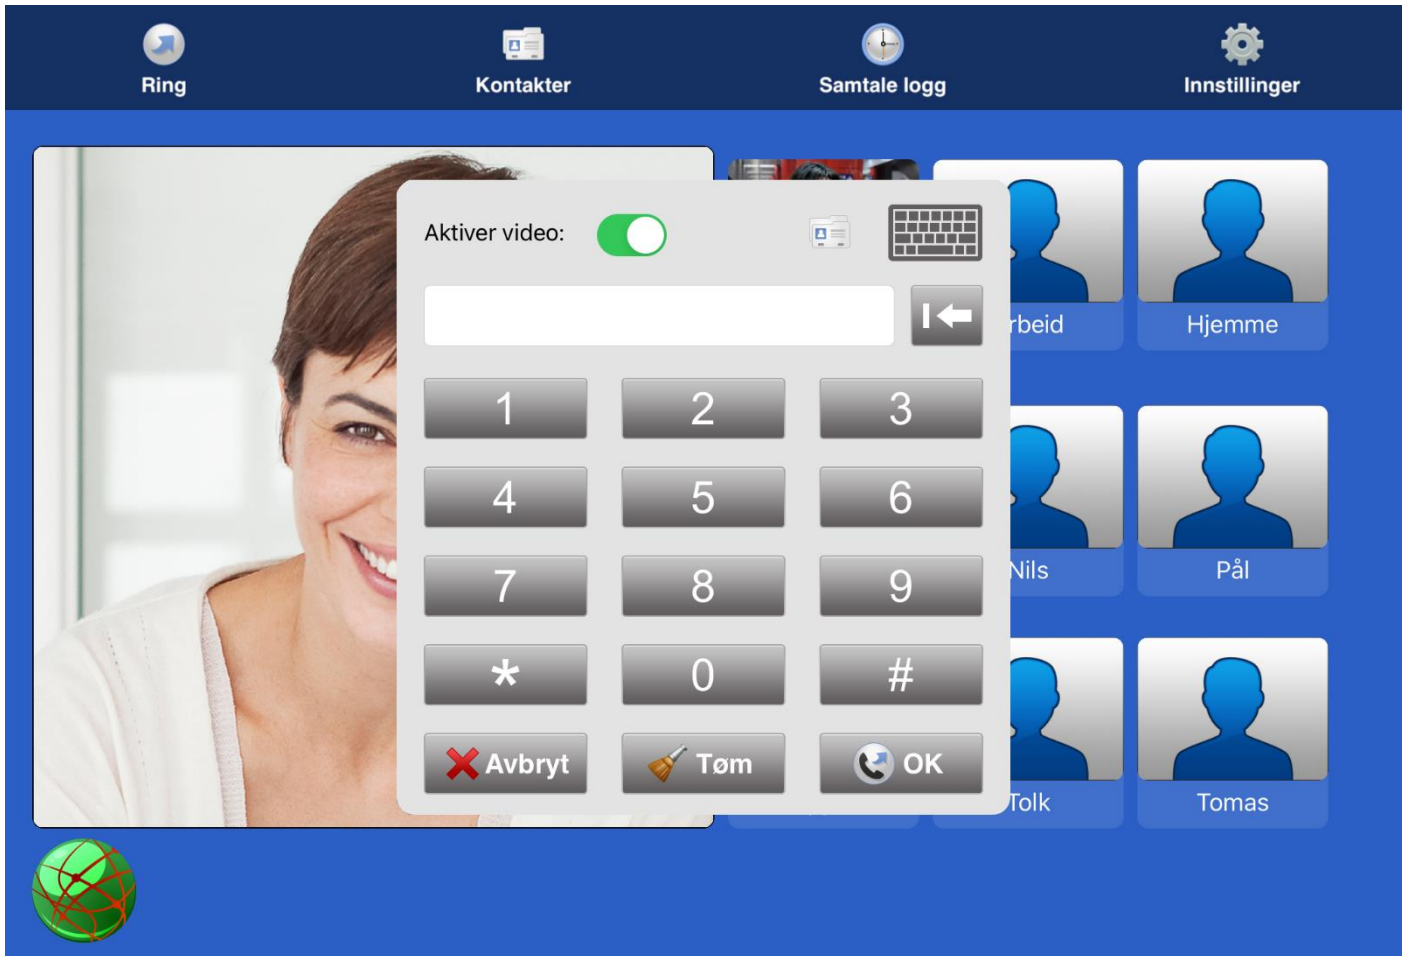 Ring
Kontakter
Samtale logg
Innstillinger
Aktiver video:
rbeid
Hjemme
1
2
3
4
5
6
Nils
Pål
7
8
9
*
0
#
Avbryt
Tøm
OK
Tolk
Tomas